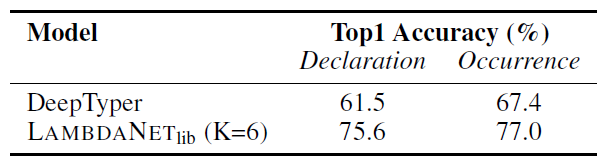 Model Top1 Accuracy (%)
Declaration Occurrence
DeepTyper 61.5 67.4
LAMBDANETlib (K=6) 75.6 77.0